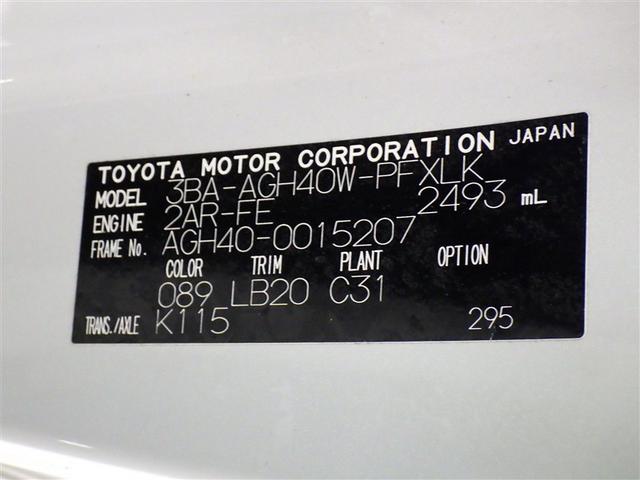 TOYOTA MOTOR CORPORATION JAPAN
MODEL 3BA-AGH40W-PFXLK
ENGINE 2AR-FE 2493 mL
FRAME No. AGH40-0015207
COLOR TRIM PLANT OPTION
089 LB20 C31
TRANS./AXLE K115 295